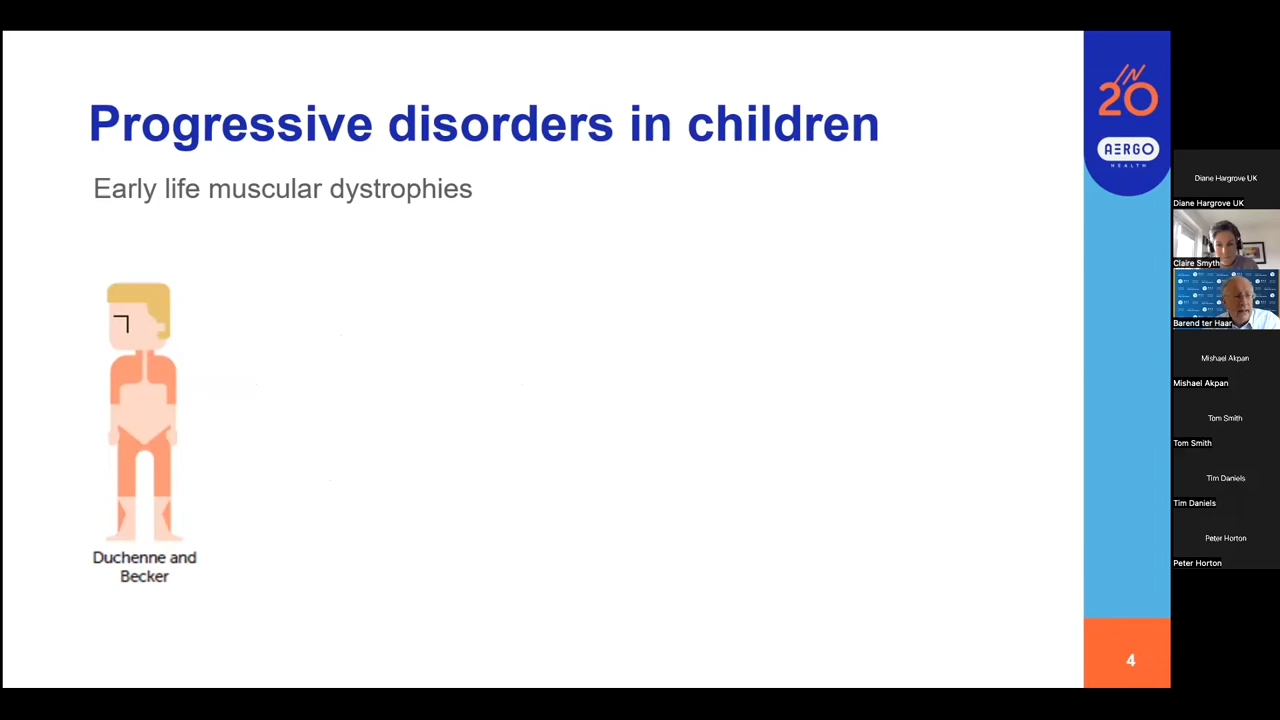 Progressive disorders in children
Early life muscular dystrophies
Duchenne and
Becker
IN
20
AERGO
HEALTH
4
Diane Hargrove UK
Diane Hargrove UK
Claire Smyth
Barend ter Haar
Mishael Akpan
Mishael Akpan
Tom Smith
Tom Smith
Tim Daniels
Tim Daniels
Peter Horton
Peter Horton